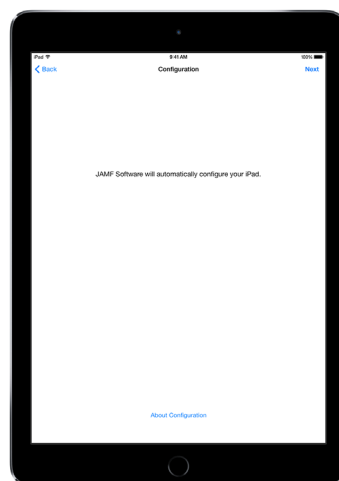 iPad 9:41 AM 100%
Back Configuration Next
JAMF Software will automatically configure your iPad.
About Configuration